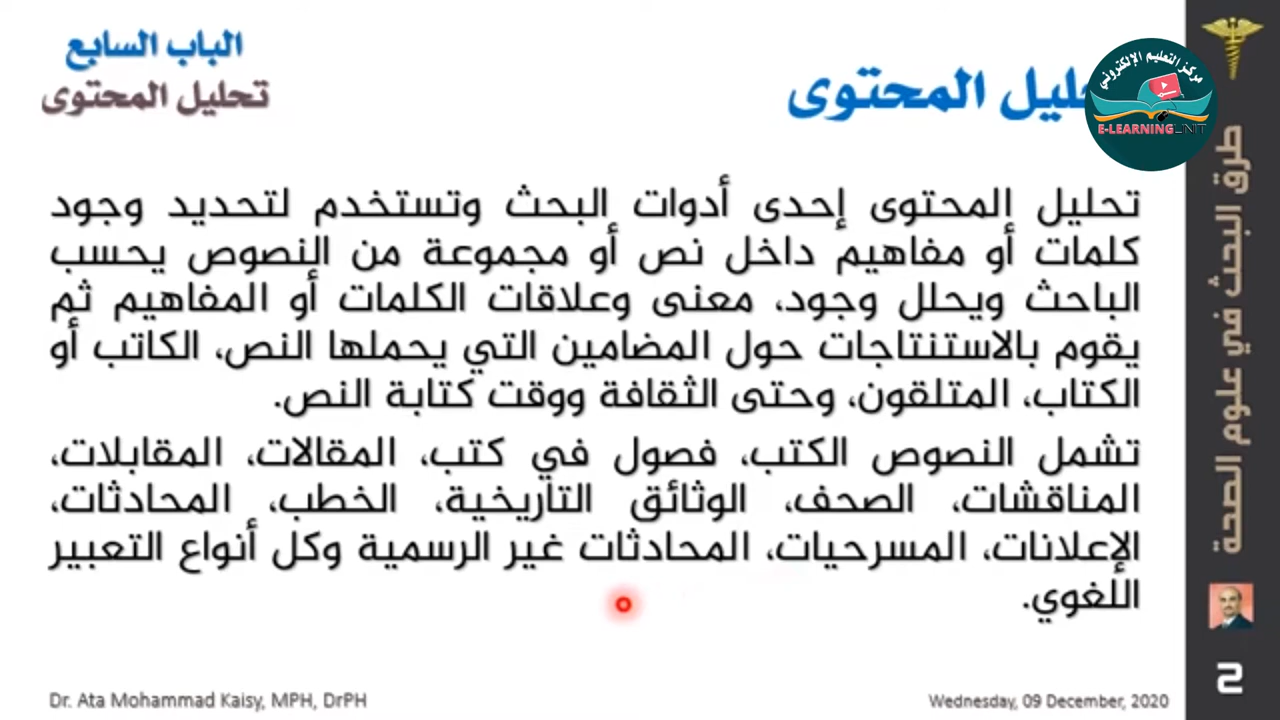 الباب السابع
تحليل المحتوى
المحتوى
مركز التعليم الإلكتروني
E-LEARNING UNIT
تحليل المحتوى إحدى أدوات البحث وتستخدم لتحديد وجود
كلمات أو مفاهيم داخل نص أو مجموعة من النصوص يحسب
الباحث ويحلل وجود، معنى وعلاقات الكلمات أو المفاهيم ثم
يقوم بالاستنتاجات حول المضامين التي يحملها النص، الكاتب أو
الكتاب، المتلقون، وحتى الثقافة ووقت كتابة النص.
تشمل النصوص الكتب، فصول في كتب، المقالات، المقابلات،
المناقشات، الصحف، الوثائق التاريخية، الخطب، المحادثات،
الإعلانات، المسرحيات، المحادثات غير الرسمية وكل أنواع التعبير
اللغوي.
طرق البحث في علوم الصحة
2
Dr. Ata Mohammad Kaisy, MPH, DrPH
Wednesday, 09 December, 2020